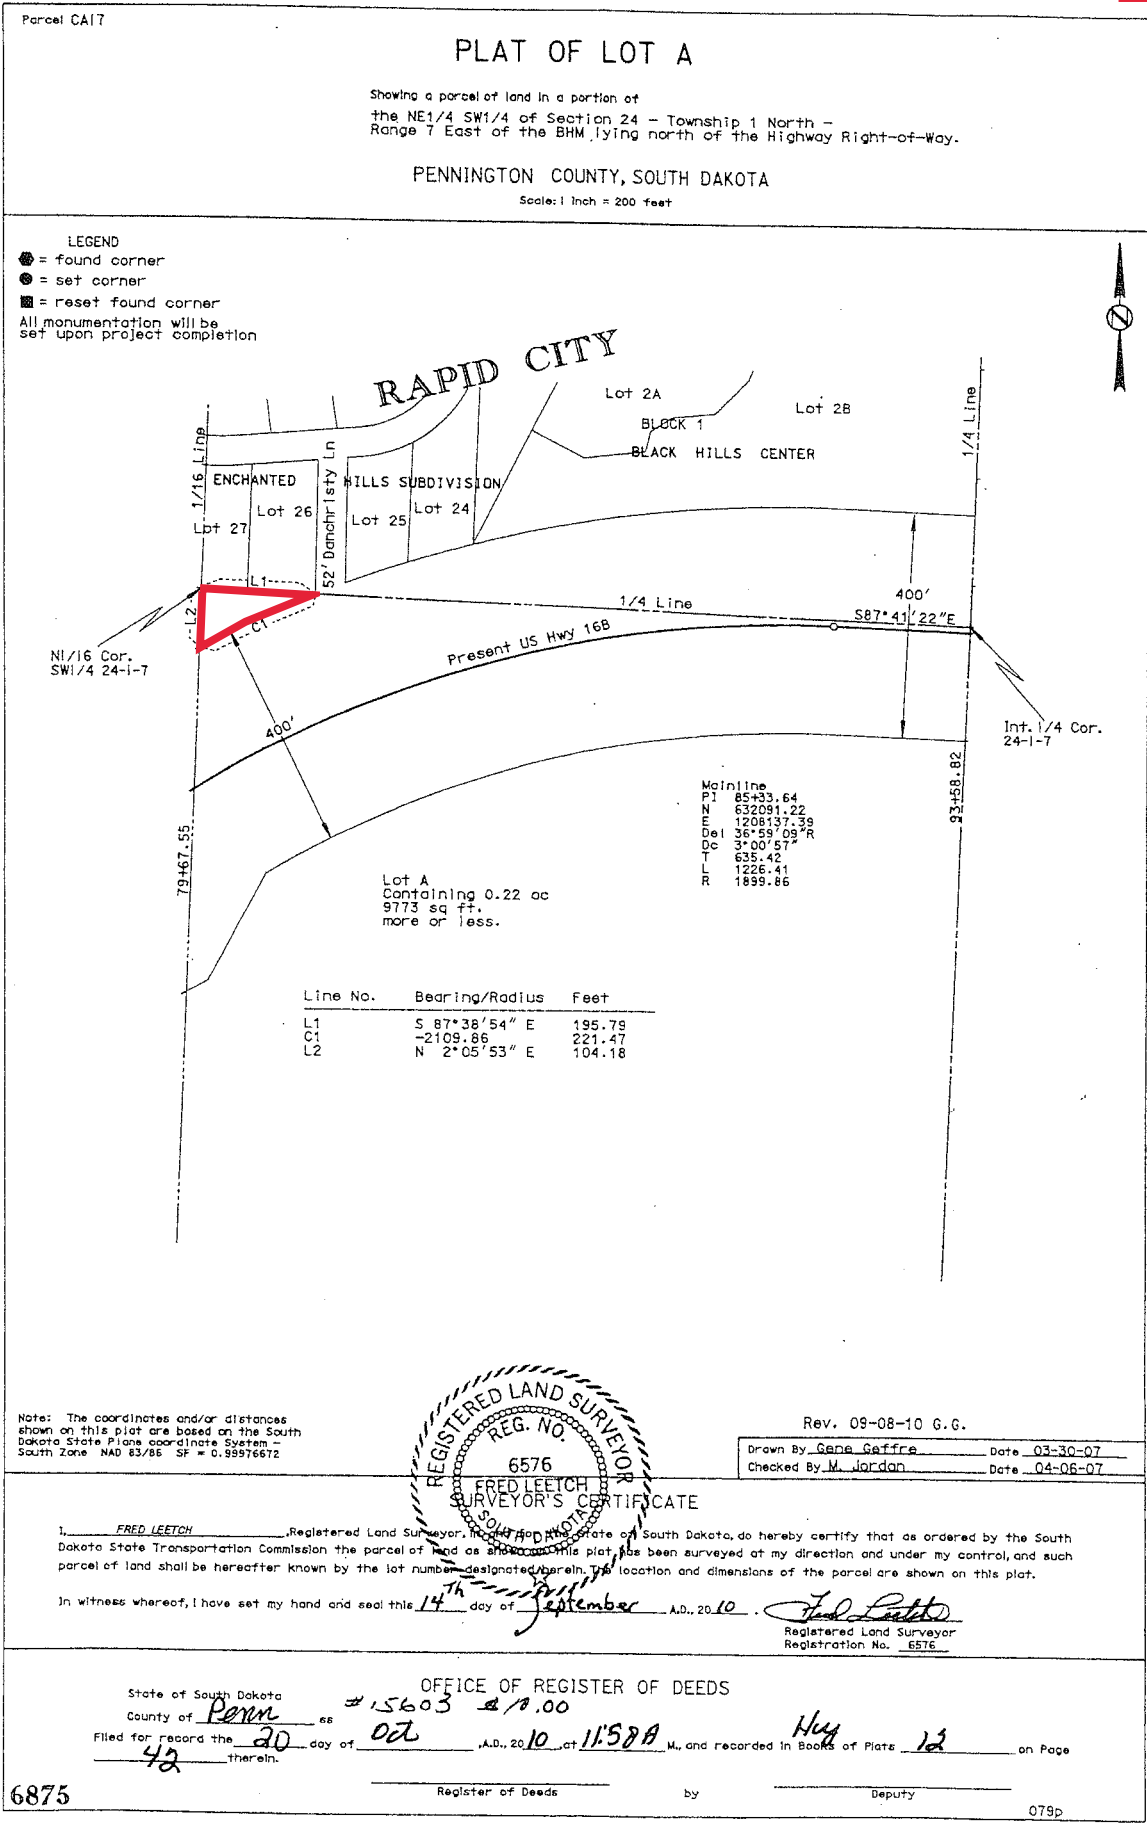 Parcel CA17
PLAT OF LOT A
Showing a parcel of land in a portion of
the NE1/4 SW1/4 of Section 24 - Township 1 North -
Range 7 East of the BHM lying north of the Highway Right-of-Way.
PENNINGTON COUNTY, SOUTH DAKOTA
Scale: 1 Inch = 200 feet
LEGEND
= found corner
= set corner
= reset found corner
All monumentation will be
set upon project completion
N
RAPID CITY
Lot 2A
Lot 2B
BLOCK 1
BLACK HILLS CENTER
1/16 Line
1/4 Line
ENCHANTED HILLS SUBDIVISION
Lot 27
Lot 26
52' Danchristy Ln
Lot 25
Lot 24
L1
L2
C1
1/4 Line
400'
S87°41'22"E
Present US Hwy 16B
N1/16 Cor.
SW1/4 24-1-7
400'
Int. 1/4 Cor.
24-1-7
79+67.55
93+58.82
Mainline
PI 85+33.64
N 632091.22
E 1208137.39
Del 36°59'09"R
Dc 3°00'57"
T 635.42
L 1226.41
R 1899.86
Lot A
Containing 0.22 ac
9773 sq ft.
more or less.
Line No. Bearing/Radius Feet
L1 S 87°38'54" E 195.79
C1 -2109.86 221.47
L2 N 2°05'53" E 104.18
Note: The coordinates and/or distances
shown on this plat are based on the South
Dakota State Plane coordinate System -
South Zone NAD 83/86 SF = 0.99976672
REGISTERED LAND SURVEYOR
REG. NO.
6576
FRED LEETCH
SOUTH DAKOTA
Rev. 09-08-10 G.G.
Drawn By Gene Geffre Date 03-30-07
Checked By M. Jordan Date 04-06-07
SURVEYOR'S CERTIFICATE
I, FRED LEETCH, Registered Land Surveyor, in and for the State of South Dakota, do hereby certify that as ordered by the South
Dakota State Transportation Commission the parcel of land as shown on this plat, has been surveyed at my direction and under my control, and such
parcel of land shall be hereafter known by the lot number designated herein. The location and dimensions of the parcel are shown on this plat.
In witness whereof, I have set my hand and seal this 14Th day of September A.D., 20 10. Fred Leetch
Registered Land Surveyor
Registration No. 6576
OFFICE OF REGISTER OF DEEDS
State of South Dakota
County of Penn ss #15603 $10.00
Filed for record the 20 day of Oct, A.D., 20 10 at 11:58A M., and recorded in Books of Plats Hwy 12 on Page
42 therein.
Register of Deeds by Deputy
6875
079p